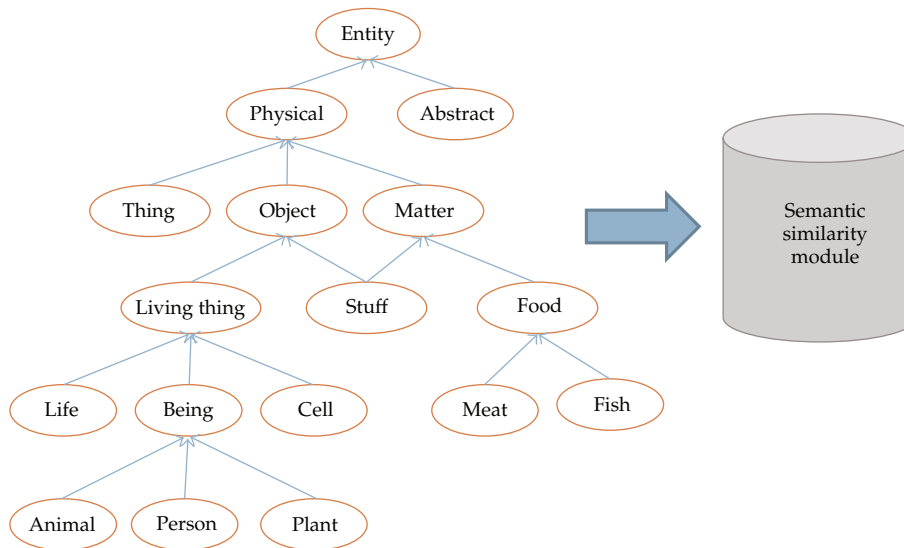 Entity
Physical
Abstract
Thing
Object
Matter
Semantic
similarity
module
Living thing
Stuff
Food
Life
Being
Cell
Meat
Fish
Animal
Person
Plant